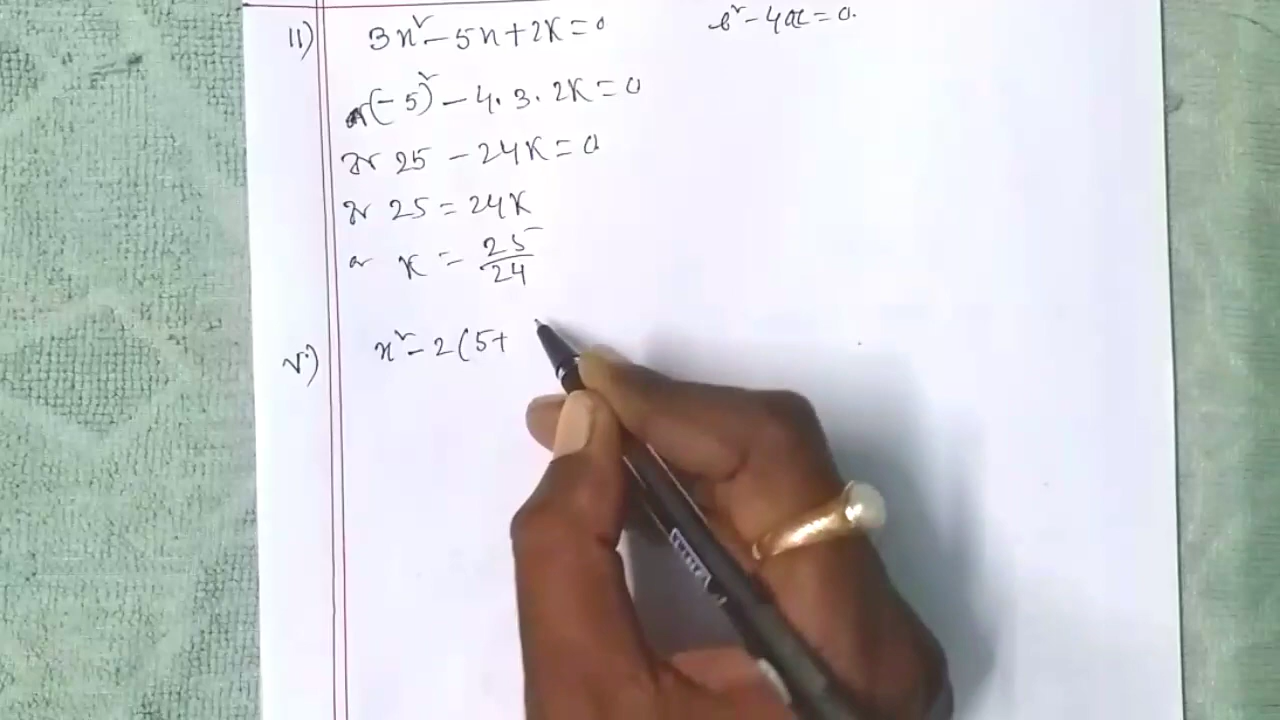 11) 3x² - 5x + 2K = 0
b² - 4ac = 0.
(-5)² - 4.3.2K = 0
or 25 - 24K = 0
or 25 = 24K
or K = 25/24
v) x² - 2(5+